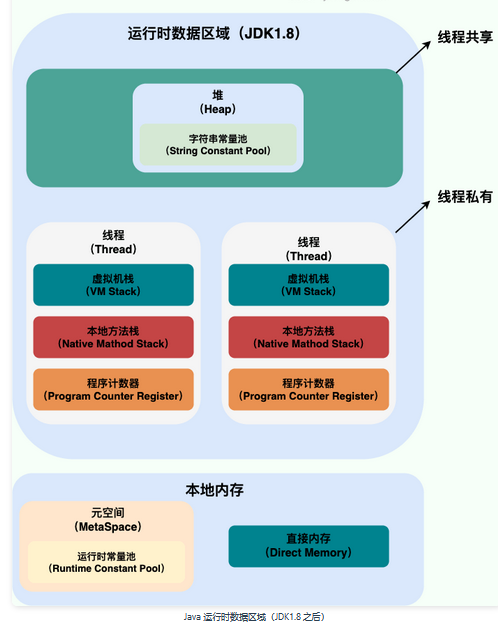 运行时数据区域（JDK1.8）
线程共享
堆
（Heap）
字符串常量池
（String Constant Pool）
线程私有
线程
（Thread）
虚拟机栈
（VM Stack）
本地方法栈
（Native Mathod Stack）
程序计数器
（Program Counter Register）
线程
（Thread）
虚拟机栈
（VM Stack）
本地方法栈
（Native Mathod Stack）
程序计数器
（Program Counter Register）
本地内存
元空间
（MetaSpace）
运行时常量池
（Runtime Constant Pool）
直接内存
（Direct Memory）
Java 运行时数据区域（JDK1.8 之后）